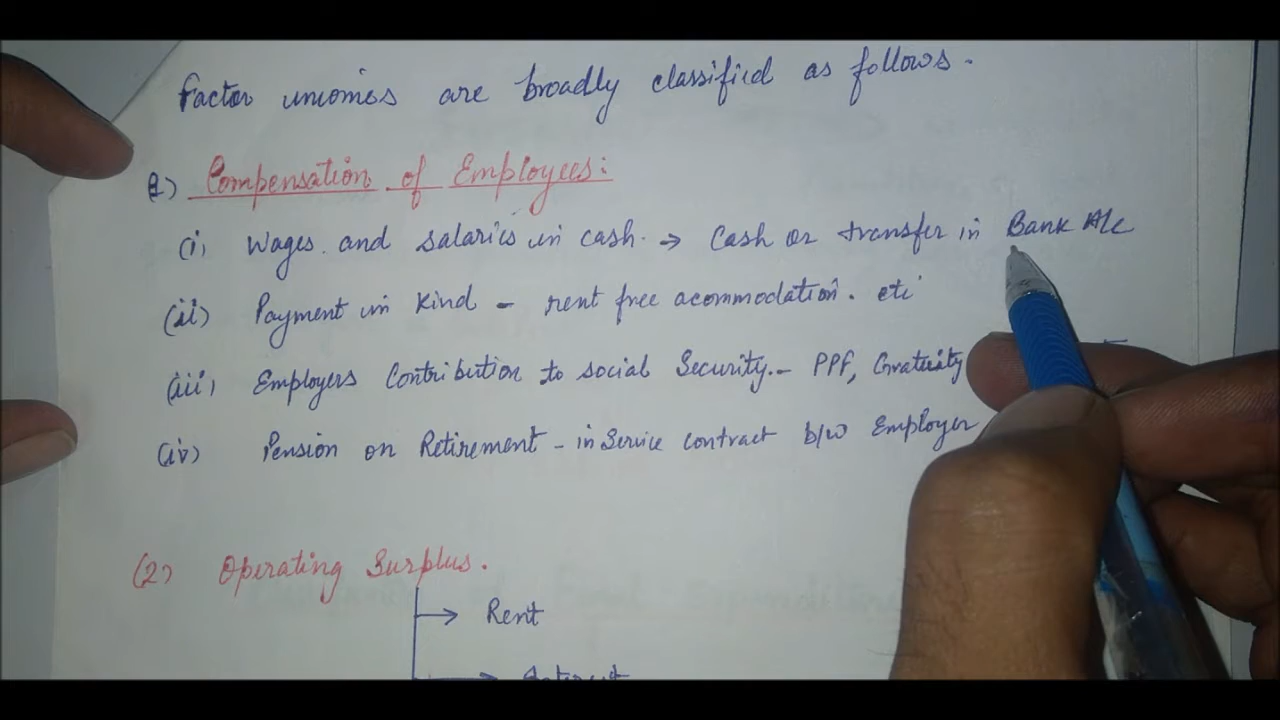 Factor incomes are broadly classified as follows.
1) Compensation of Employees:
(i) Wages and salaries in cash. → Cash or transfer in Bank A/c
(ii) Payment in Kind - rent free acommodation. etc
(iii) Employers Contribution to social Security. - PPF, Gratuity
(iv) Pension on Retirement - in Service contract b/w Employer
(2) Operating Surplus.
→ Rent
→ Interest